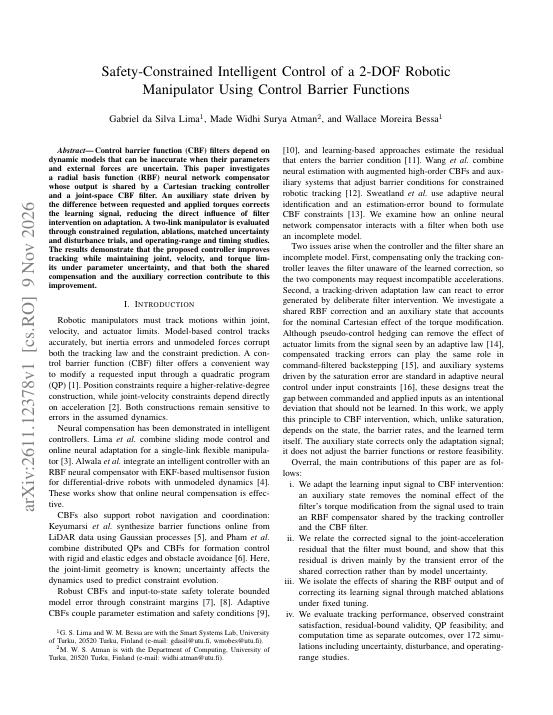 Safety-Constrained Intelligent Control of a 2-DOF Robotic
Manipulator Using Control Barrier Functions
Gabriel da Silva Lima1, Made Widhi Surya Atman2, and Wallace Moreira Bessa1
Abstract—Control barrier function (CBF) filters depend on
dynamic models that can be inaccurate when their parameters
and external forces are uncertain. This paper investigates
a radial basis function (RBF) neural network compensator
whose output is shared by a Cartesian tracking controller
and a joint-space CBF filter. An auxiliary state driven by
the difference between requested and applied torques corrects
the learning signal, reducing the direct influence of filter
intervention on adaptation. A two-link manipulator is evaluated
through constrained regulation, ablations, matched uncertainty
and disturbance trials, and operating-range and timing studies.
The results demonstrate that the proposed controller improves
tracking while maintaining joint, velocity, and torque lim-
its under parameter uncertainty, and that both the shared
compensation and the auxiliary correction contribute to this
improvement.
I. INTRODUCTION
Robotic manipulators must track motions within joint,
velocity, and actuator limits. Model-based control tracks
accurately, but inertia errors and unmodeled forces corrupt
both the tracking law and the constraint prediction. A con-
trol barrier function (CBF) filter offers a convenient way
to modify a requested input through a quadratic program
(QP) [1]. Position constraints require a higher-relative-degree
construction, while joint-velocity constraints depend directly
on acceleration [2]. Both constructions remain sensitive to
errors in the assumed dynamics.
Neural compensation has been demonstrated in intelligent
controllers. Lima et al. combine sliding mode control and
online neural adaptation for a single-link flexible manipula-
tor [3]. Alwala et al. integrate an intelligent controller with an
RBF neural compensator with EKF-based multisensor fusion
for differential-drive robots with unmodeled dynamics [4].
These works show that online neural compensation is effec-
tive.
CBFs also support robot navigation and coordination:
Keyumarsi et al. synthesize barrier functions online from
LiDAR data using Gaussian processes [5], and Pham et al.
combine distributed QPs and CBFs for formation control
with rigid and elastic edges and obstacle avoidance [6]. Here,
the joint-limit geometry is known; uncertainty affects the
dynamics used to predict constraint evolution.
Robust CBFs and input-to-state safety tolerate bounded
model error through constraint margins [7], [8]. Adaptive
CBFs couple parameter estimation and safety conditions [9],
1G. S. Lima and W. M. Bessa are with the Smart Systems Lab, University
of Turku, 20520 Turku, Finland (e-mail: gdasil@utu.fi, wmobes@utu.fi).
2M. W. S. Atman is with the Department of Computing, University of
Turku, 20520 Turku, Finland (e-mail: widhi.atman@utu.fi).
[10], and learning-based approaches estimate the residual
that enters the barrier condition [11]. Wang et al. combine
neural estimation with augmented high-order CBFs and aux-
iliary systems that adjust barrier conditions for constrained
robotic tracking [12]. Sweatland et al. use adaptive neural
identification and an estimation-error bound to formulate
CBF constraints [13]. We examine how an online neural
network compensator interacts with a filter when both use
an incomplete model.
Two issues arise when the controller and the filter share an
incomplete model. First, compensating only the tracking con-
troller leaves the filter unaware of the learned correction, so
the two components may request incompatible accelerations.
Second, a tracking-driven adaptation law can react to error
generated by deliberate filter intervention. We investigate a
shared RBF correction and an auxiliary state that accounts
for the nominal Cartesian effect of the torque modification.
Although pseudo-control hedging can remove the effect of
actuator limits from the signal seen by an adaptive law [14],
compensated tracking errors can play the same role in
command-filtered backstepping [15], and auxiliary systems
driven by the saturation error are standard in adaptive neural
control under input constraints [16], these designs treat the
gap between commanded and applied inputs as an intentional
deviation that should not be learned. In this work, we apply
this principle to CBF intervention, which, unlike saturation,
depends on the state, the barrier rates, and the learned term
itself. The auxiliary state corrects only the adaptation signal;
it does not adjust the barrier functions or restore feasibility.
Overral, the main contributions of this paper are as fol-
lows:
i. We adapt the learning input signal to CBF intervention:
an auxiliary state removes the nominal effect of the
filter's torque modification from the signal used to train
an RBF compensator shared by the tracking controller
and the CBF filter.
ii. We relate the corrected signal to the joint-acceleration
residual that the filter must bound, and show that this
residual is driven mainly by the transient error of the
shared correction rather than by model uncertainty.
iii. We isolate the effects of sharing the RBF output and of
correcting its learning signal through matched ablations
under fixed tuning.
iv. We evaluate tracking performance, observed constraint
satisfaction, residual-bound validity, QP feasibility, and
computation time as separate outcomes, over 172 simu-
lations including uncertainty, disturbance, and operating-
range studies.
arXiv:2611.12378v1 [cs.RO] 9 Nov 2026